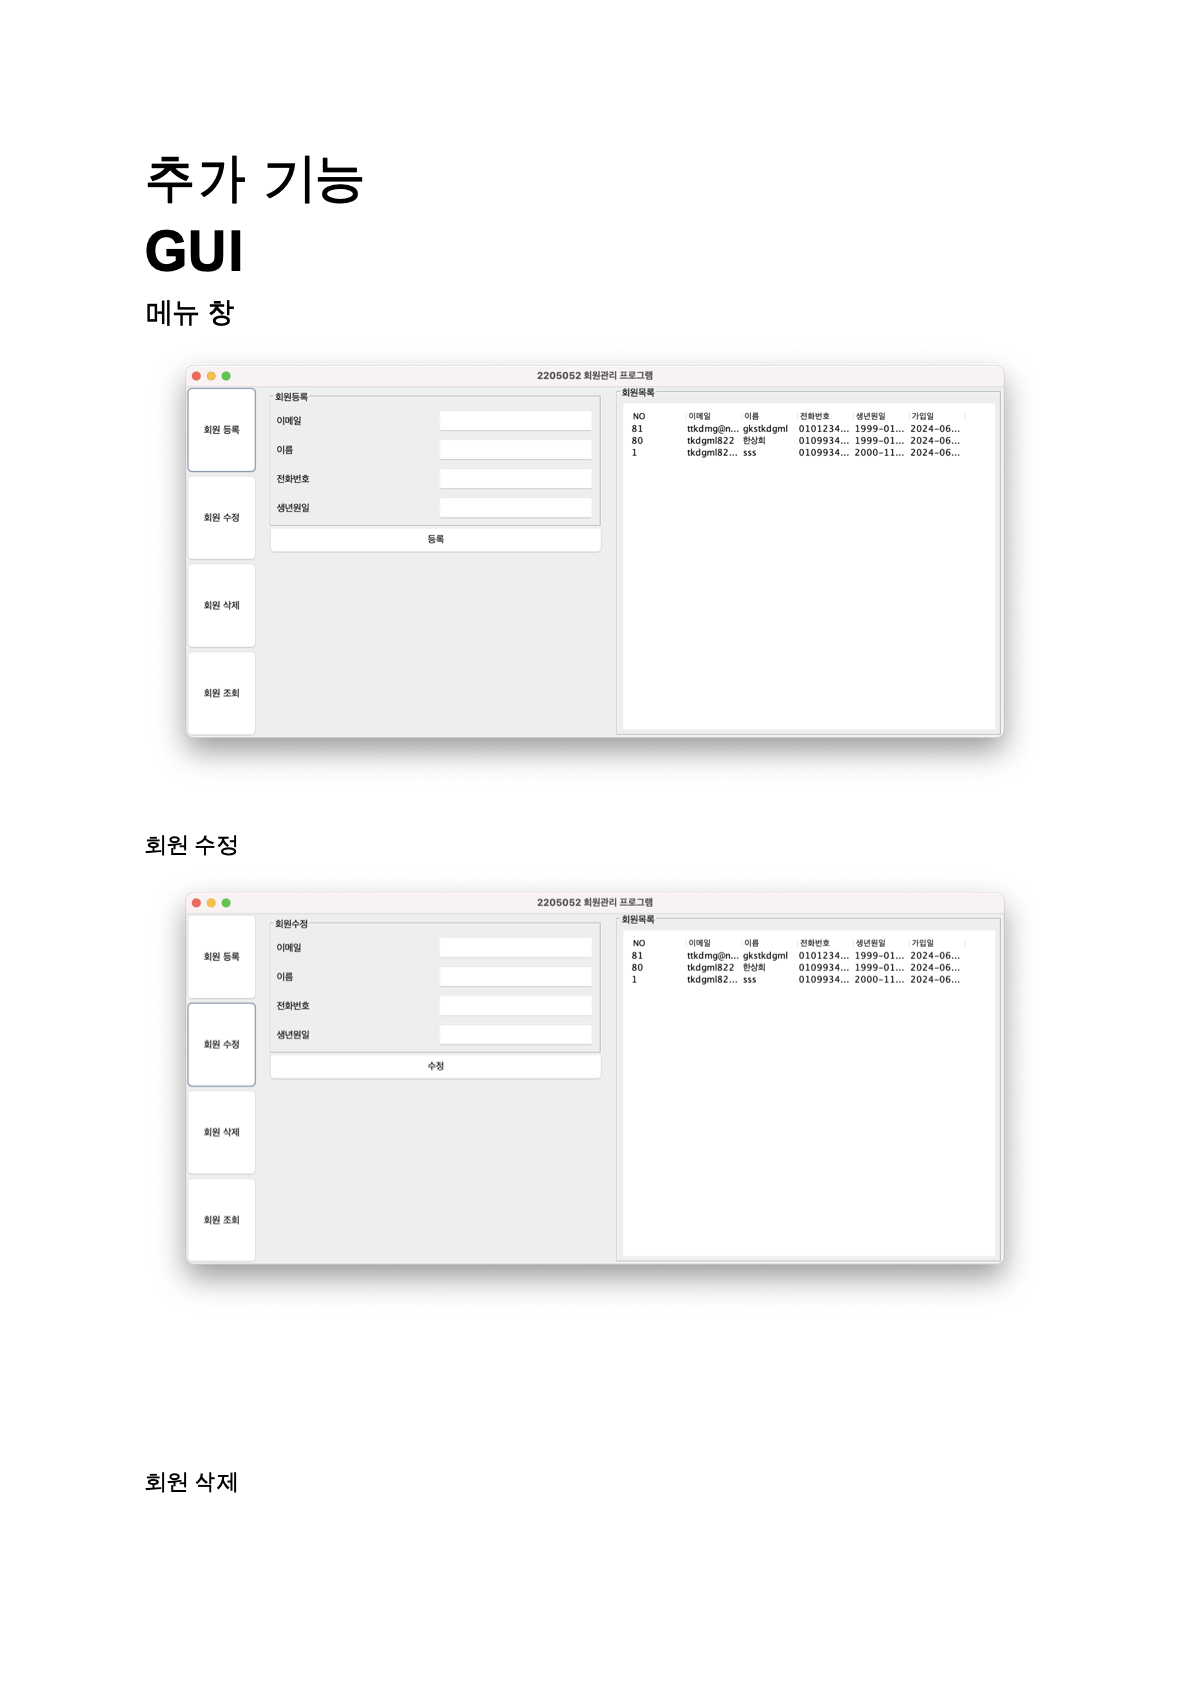 추가 기능
GUI
메뉴 창
2205052 회원관리 프로그램
회원 등록
회원 수정
회원 삭제
회원 조회
회원등록
이메일
이름
전화번호
생년원일
등록
회원목록
NO 이메일 이름 전화번호 생년원일 가입일
81 ttkdmg@n... gkstkdgml 0101234... 1999-01... 2024-06...
80 tkdgml822 한상희 0109934... 1999-01... 2024-06...
1 tkdgml82... sss 0109934... 2000-11... 2024-06...
회원 수정
2205052 회원관리 프로그램
회원 등록
회원 수정
회원 삭제
회원 조회
회원수정
이메일
이름
전화번호
생년원일
수정
회원목록
NO 이메일 이름 전화번호 생년원일 가입일
81 ttkdmg@n... gkstkdgml 0101234... 1999-01... 2024-06...
80 tkdgml822 한상희 0109934... 1999-01... 2024-06...
1 tkdgml82... sss 0109934... 2000-11... 2024-06...
회원 삭제